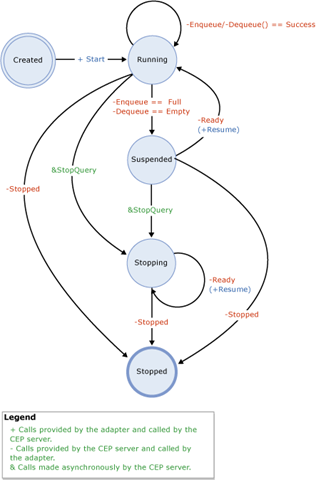 -Enqueue/-Dequeue() == Success
Created
+ Start
Running
-Enqueue == Full
-Dequeue == Empty
-Ready
(+Resume)
Suspended
&StopQuery
-Stopped
&StopQuery
Stopping
-Ready
(+Resume)
-Stopped
-Stopped
Stopped
Legend
+ Calls provided by the adapter and called by the
CEP server.
- Calls provided by the CEP server and called by
the adapter.
& Calls made asynchronously by the CEP server.